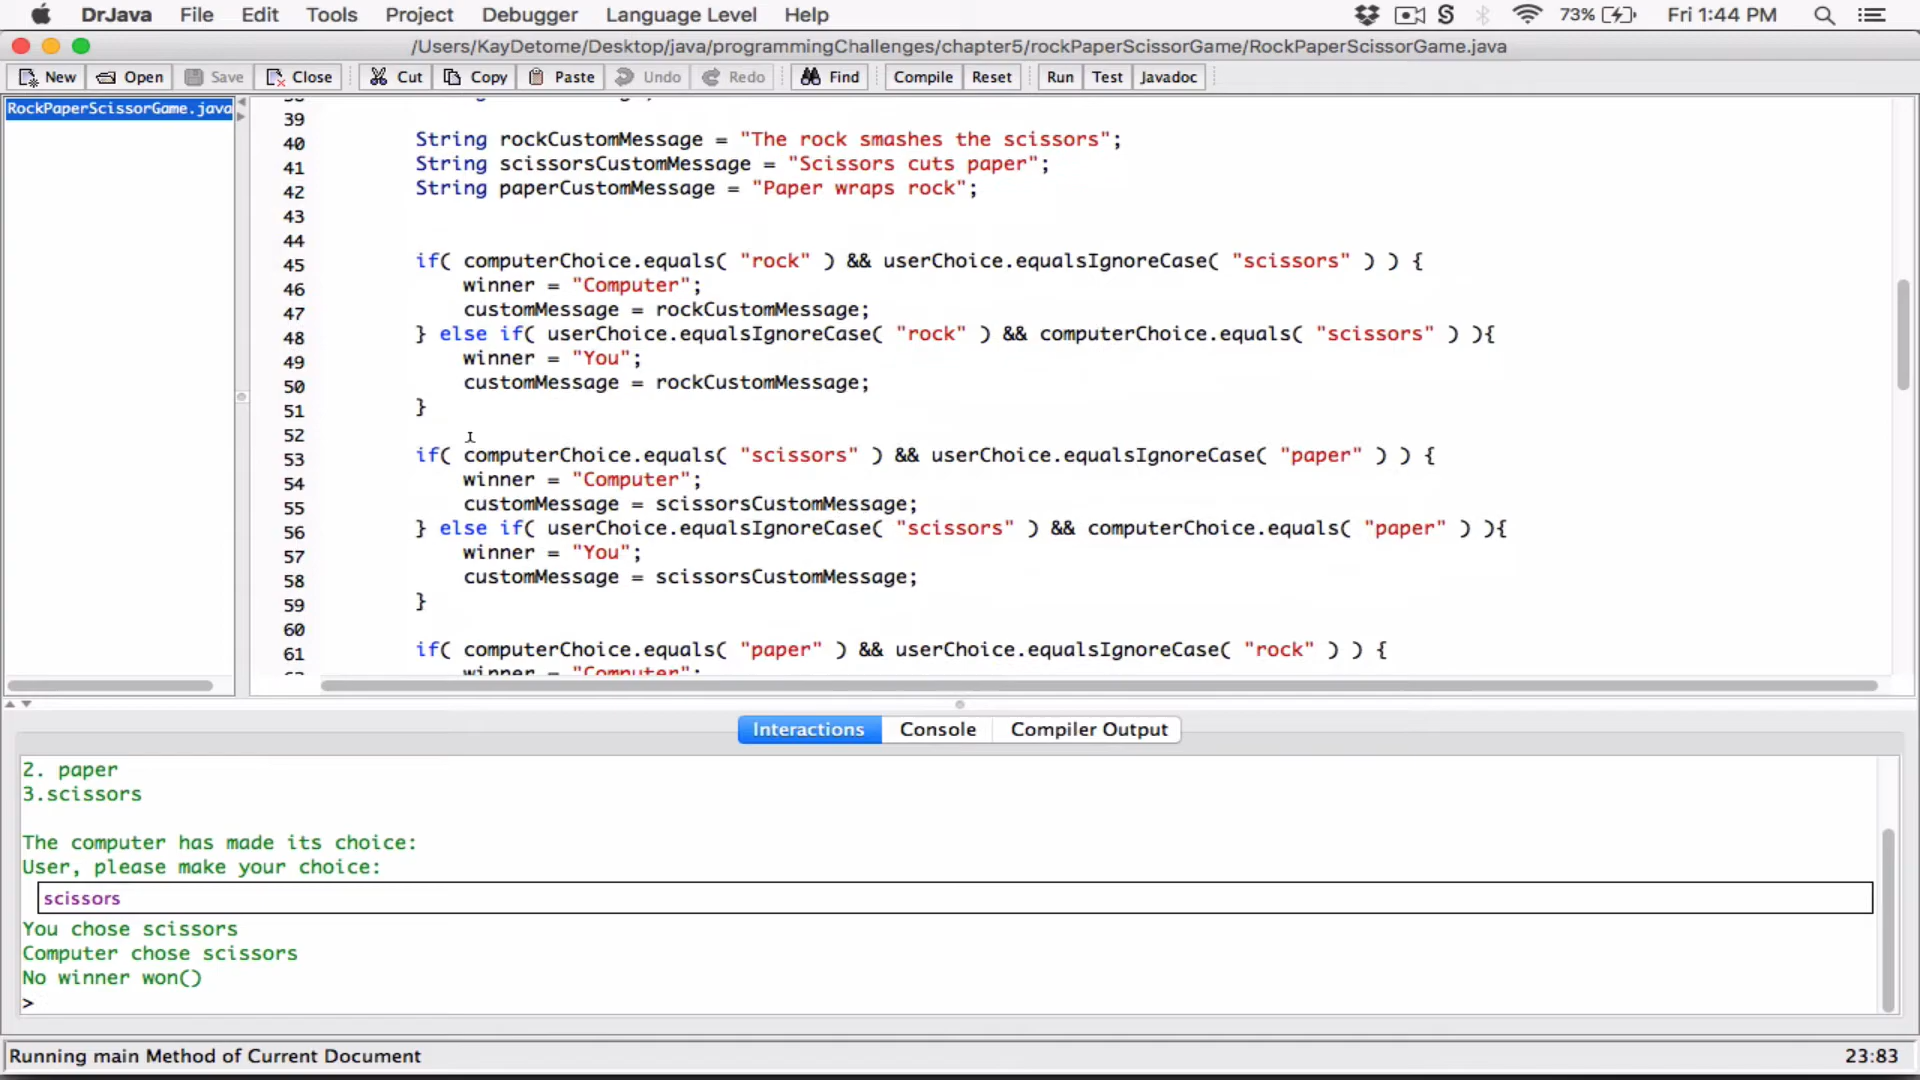 DrJava File Edit Tools Project Debugger Language Level Help 73% Fri 1:44 PM
/Users/KayDetome/Desktop/java/programmingChallenges/chapter5/rockPaperScissorGame/RockPaperScissorGame.java
New Open Save Close Cut Copy Paste Undo Redo Find Compile Reset Run Test Javadoc
RockPaperScissorGame.java
39
40 String rockCustomMessage = "The rock smashes the scissors";
41 String scissorsCustomMessage = "Scissors cuts paper";
42 String paperCustomMessage = "Paper wraps rock";
43
44
45 if( computerChoice.equals( "rock" ) && userChoice.equalsIgnoreCase( "scissors" ) ) {
46 winner = "Computer";
47 customMessage = rockCustomMessage;
48 } else if( userChoice.equalsIgnoreCase( "rock" ) && computerChoice.equals( "scissors" ) ){
49 winner = "You";
50 customMessage = rockCustomMessage;
51 }
52
53 if( computerChoice.equals( "scissors" ) && userChoice.equalsIgnoreCase( "paper" ) ) {
54 winner = "Computer";
55 customMessage = scissorsCustomMessage;
56 } else if( userChoice.equalsIgnoreCase( "scissors" ) && computerChoice.equals( "paper" ) ){
57 winner = "You";
58 customMessage = scissorsCustomMessage;
59 }
60
61 if( computerChoice.equals( "paper" ) && userChoice.equalsIgnoreCase( "rock" ) ) {
winner = "Computer";
Interactions Console Compiler Output
2. paper
3.scissors
The computer has made its choice:
User, please make your choice:
scissors
You chose scissors
Computer chose scissors
No winner won()
>
Running main Method of Current Document 23:83